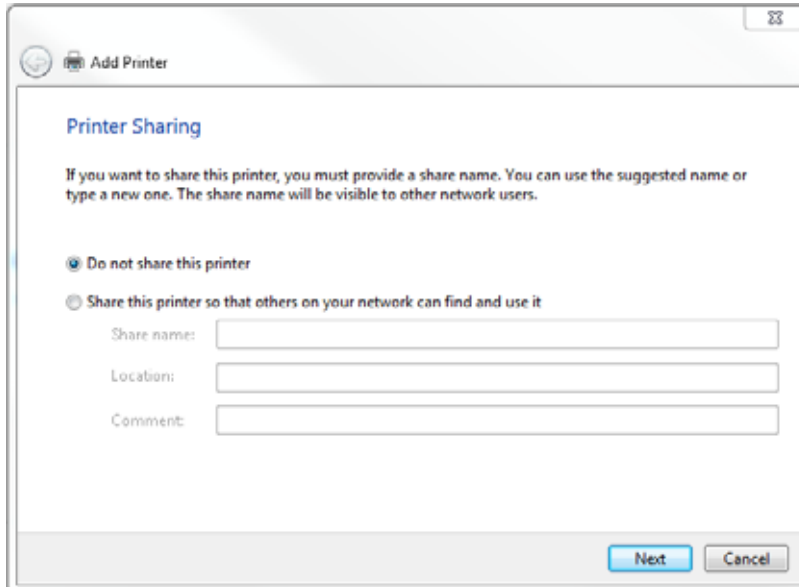 Add Printer
Printer Sharing
If you want to share this printer, you must provide a share name. You can use the suggested name or
type a new one. The share name will be visible to other network users.
Do not share this printer
Share this printer so that others on your network can find and use it
Share name:
Location:
Comment:
Next Cancel